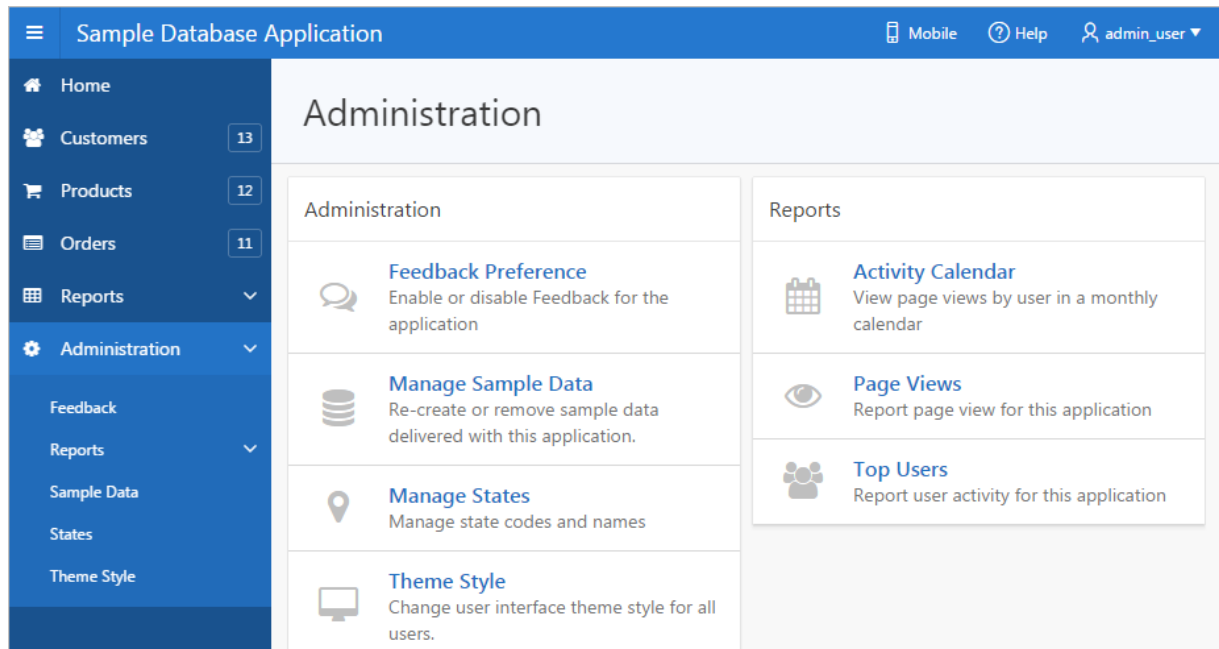 Sample Database Application
Mobile
Help
admin_user
Home
Customers 13
Products 12
Orders 11
Reports
Administration
Feedback
Reports
Sample Data
States
Theme Style
Administration
Administration
Feedback Preference
Enable or disable Feedback for the
application
Manage Sample Data
Re-create or remove sample data
delivered with this application.
Manage States
Manage state codes and names
Theme Style
Change user interface theme style for all
users.
Reports
Activity Calendar
View page views by user in a monthly
calendar
Page Views
Report page view for this application
Top Users
Report user activity for this application